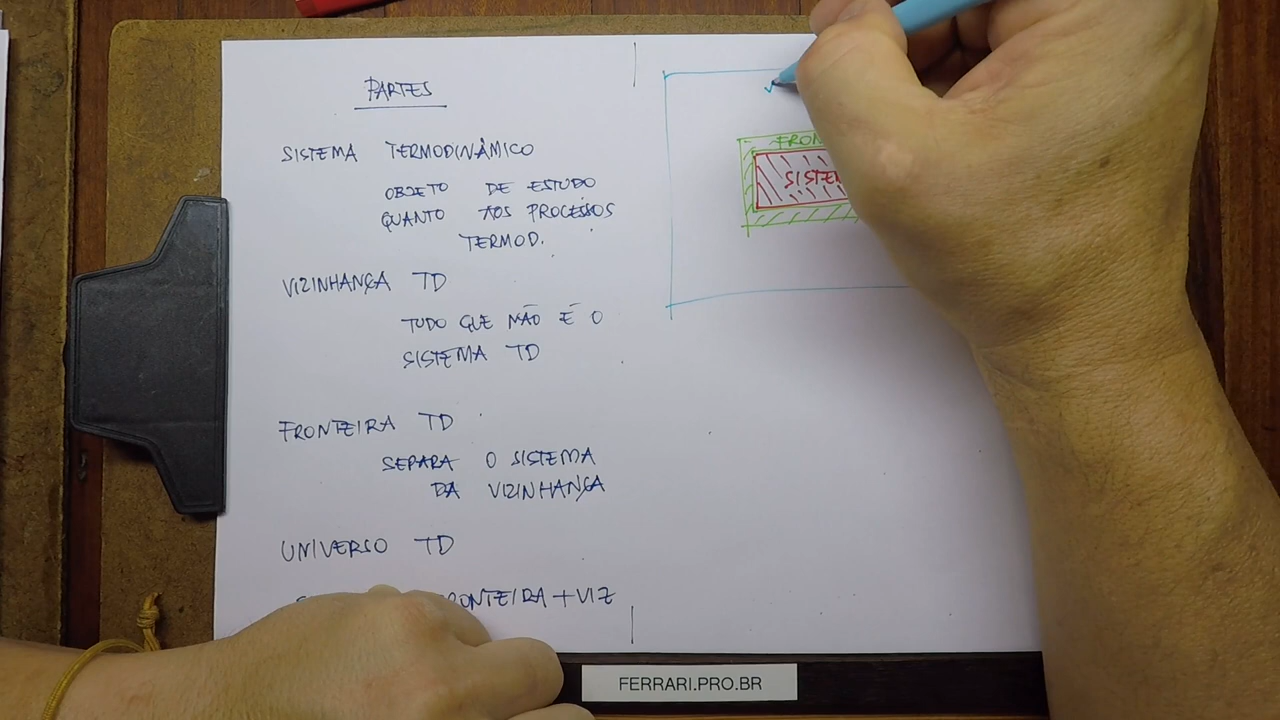 PARTES
SISTEMA TERMODINÂMICO
OBJETO DE ESTUDO
QUANTO AOS PROCESSOS
TERMOD.
VIZINHANÇA TD
TUDO QUE NÃO É O
SISTEMA TD
FRONTEIRA TD
SEPARA O SISTEMA
DA VIZINHANÇA
UNIVERSO TD
FRONTEIRA + VIZ
FRON
SISTEM
FERRARI.PRO.BR